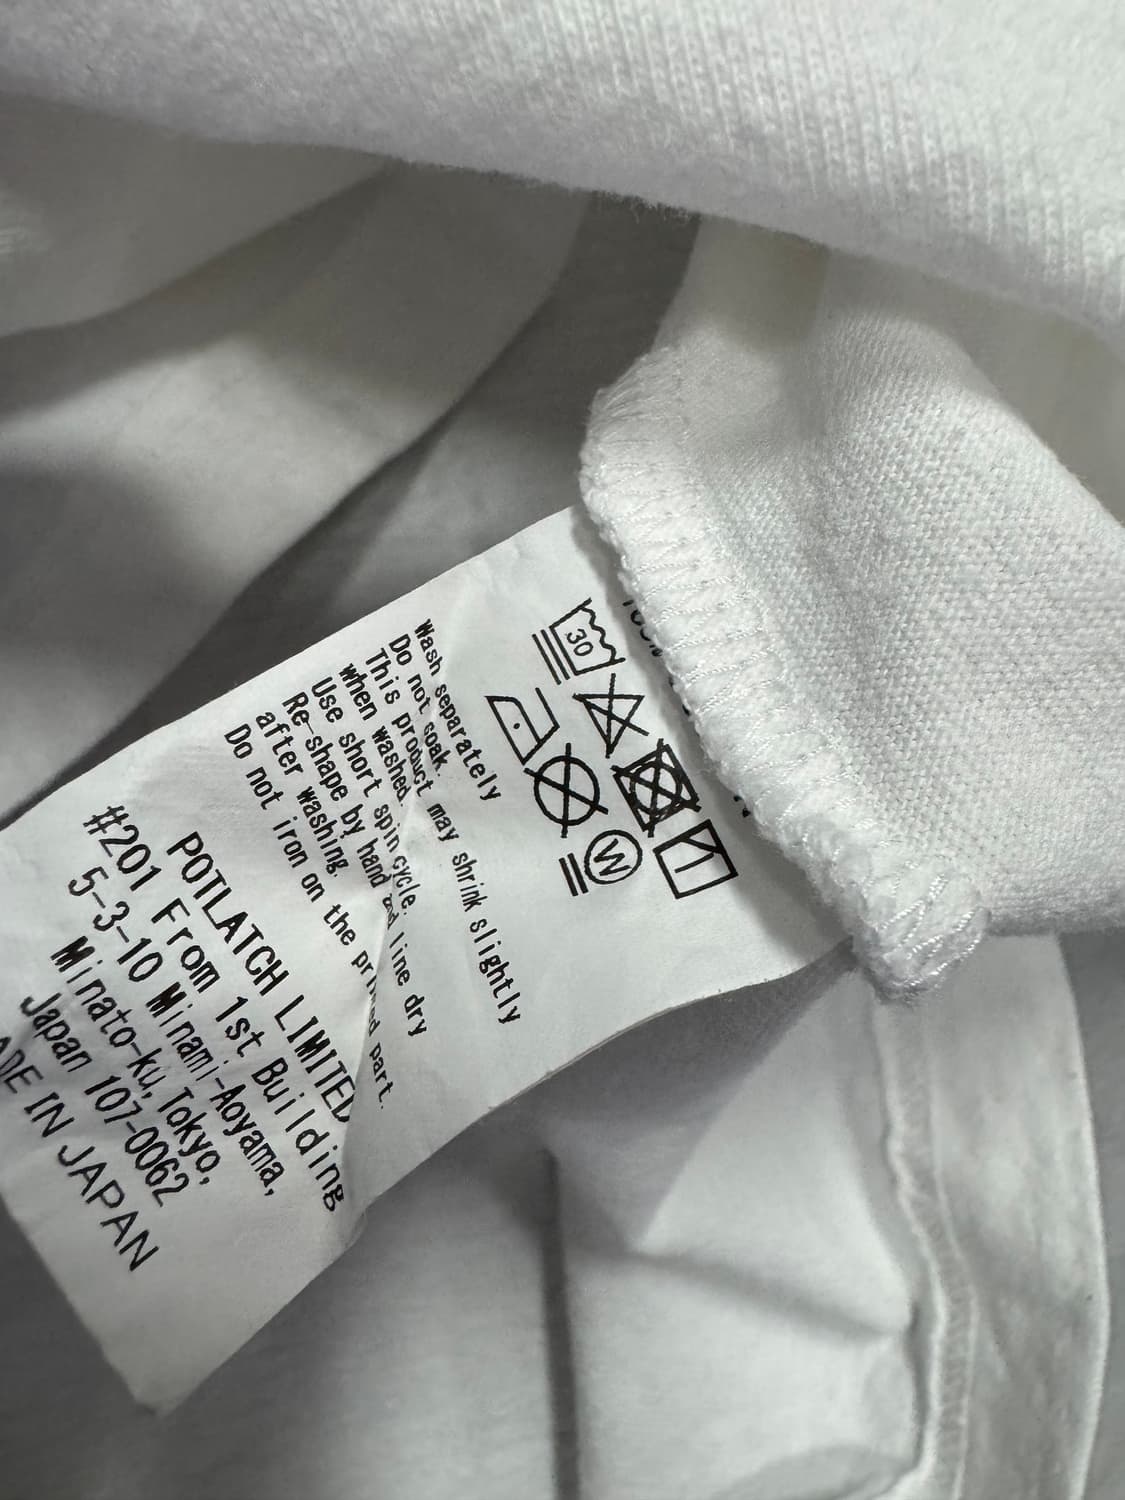 30
W
Wash separately
Do not soak.
This product may shrink slightly
when washed.
Use short spin cycle.
Re-shape by hand and line dry
after washing.
Do not iron on the printed part.
POTLATCH LIMITED
#201 From 1st Building
5-3-10 Minami-Aoyama,
Minato-ku, Tokyo,
Japan 107-0062
MADE IN JAPAN